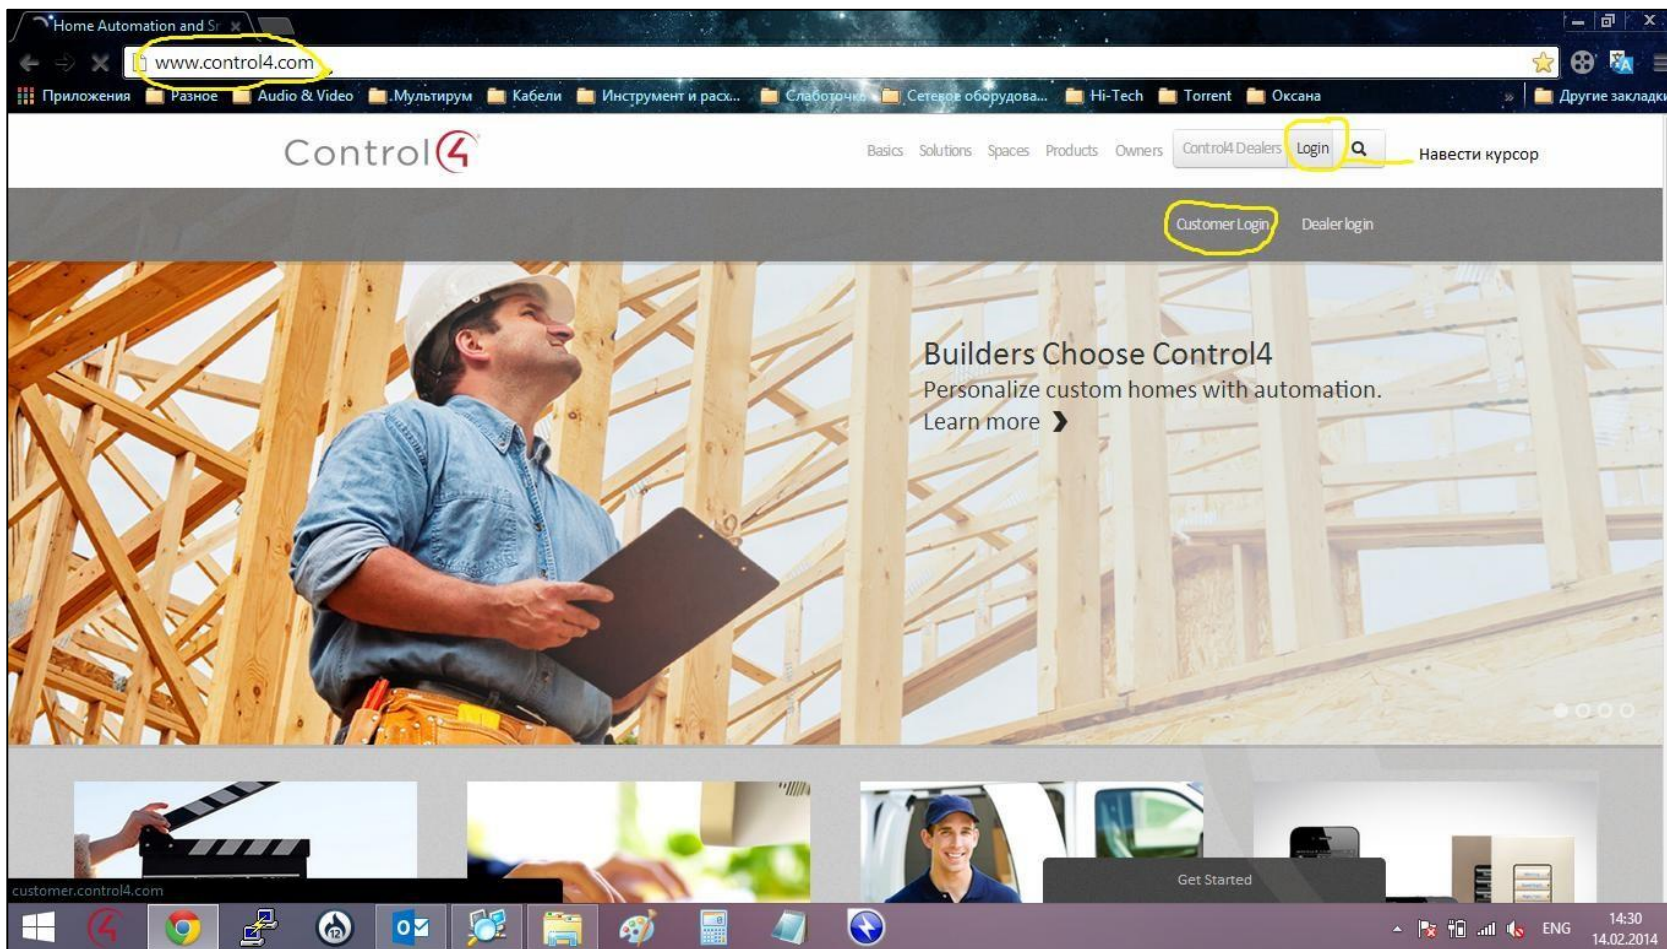 Home Automation and Sr
www.control4.com
Приложения Разное Audio & Video .Мультирум Кабели Инструмент и расх... Слаботочка Сетевое оборудова... Hi-Tech Torrent Оксана » Другие закладки
Control4
Basics Solutions Spaces Products Owners Control4 Dealers Login
Навести курсор
Customer Login Dealer login
Builders Choose Control4
Personalize custom homes with automation.
Learn more
Get Started
customer.control4.com
ENG
14:30
14.02.2014